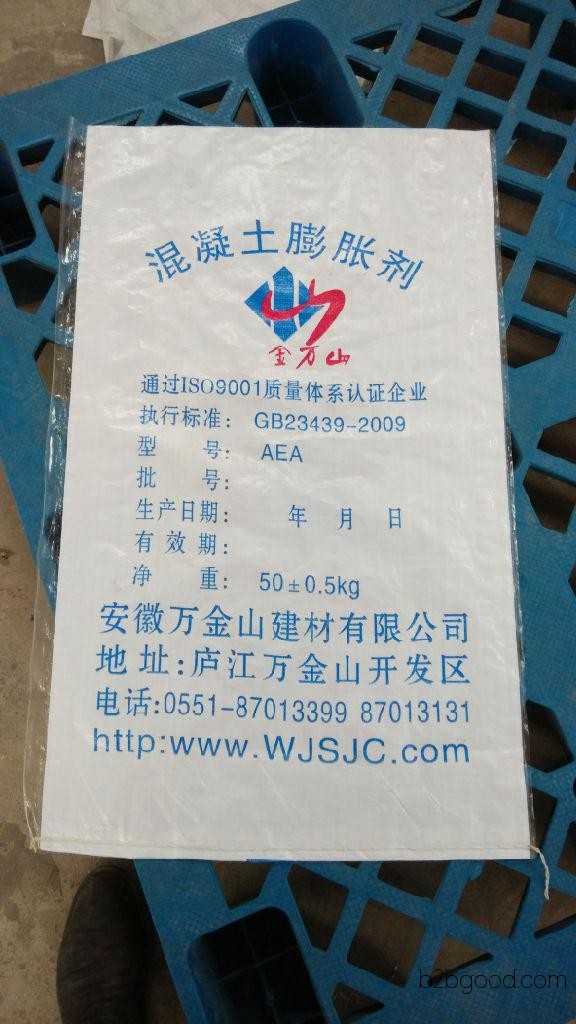 混凝土膨胀剂
金万山
通过ISO9001质量体系认证企业
执行标准: GB23439-2009
型 号: AEA
批 号:
生产日期: 年 月 日
有 效 期:
净 重: 50±0.5kg
安徽万金山建材有限公司
地 址:庐江万金山开发区
电话:0551-87013399 87013131
http:www.WJSJC.com
b2bgood.com